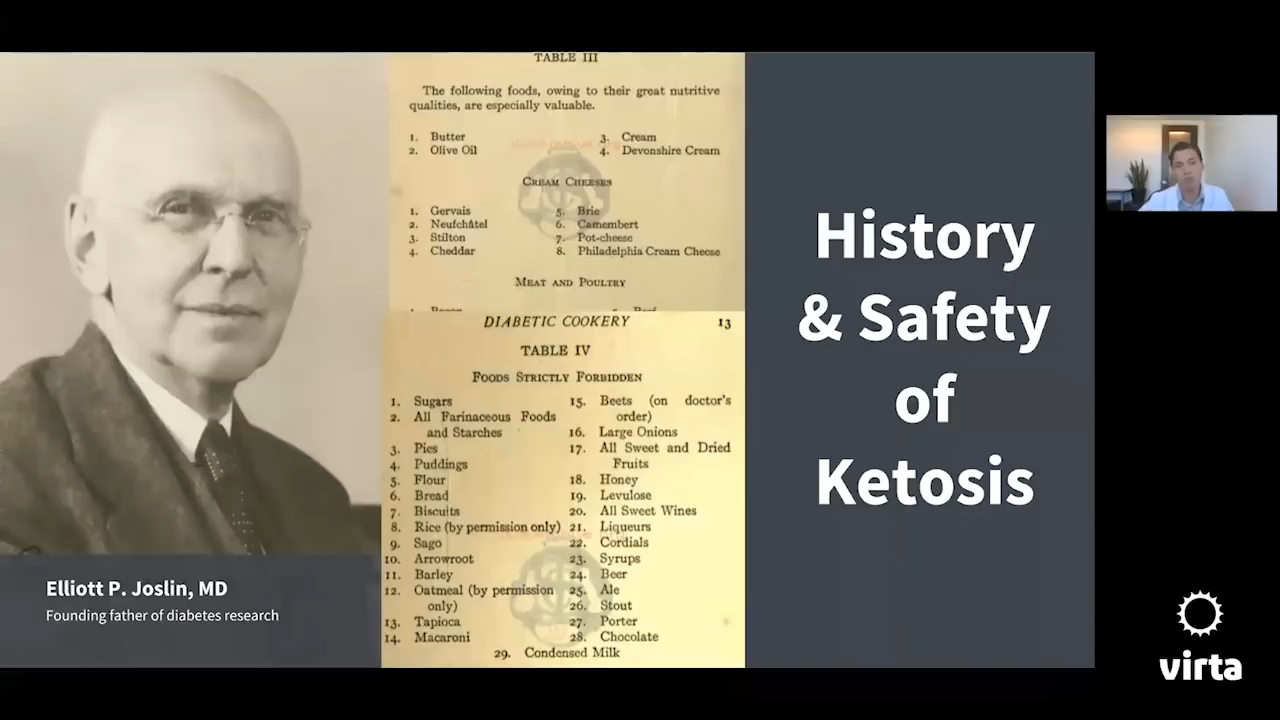 TABLE III
The following foods, owing to their great nutritive
qualities, are especially valuable.
1. Butter
2. Olive Oil
3. Cream
4. Devonshire Cream
CREAM CHEESES
1. Gervais
2. Neufchâtel
3. Stilton
4. Cheddar
5. Brie
6. Camembert
7. Pot-cheese
8. Philadelphia Cream Cheese
MEAT AND POULTRY
DIABETIC COOKERY 13
TABLE IV
FOODS STRICTLY FORBIDDEN
1. Sugars
2. All Farinaceous Foods
and Starches
3. Pies
4. Puddings
5. Flour
6. Bread
7. Biscuits
8. Rice (by permission only)
9. Sago
10. Arrowroot
11. Barley
12. Oatmeal (by permission
only)
13. Tapioca
14. Macaroni
15. Beets (on doctor's
order)
16. Large Onions
17. All Sweet and Dried
Fruits
18. Honey
19. Levulose
20. All Sweet Wines
21. Liqueurs
22. Cordials
23. Syrups
24. Beer
25. Ale
26. Stout
27. Porter
28. Chocolate
29. Condensed Milk
History
& Safety
of
Ketosis
Elliott P. Joslin, MD
Founding father of diabetes research
virta